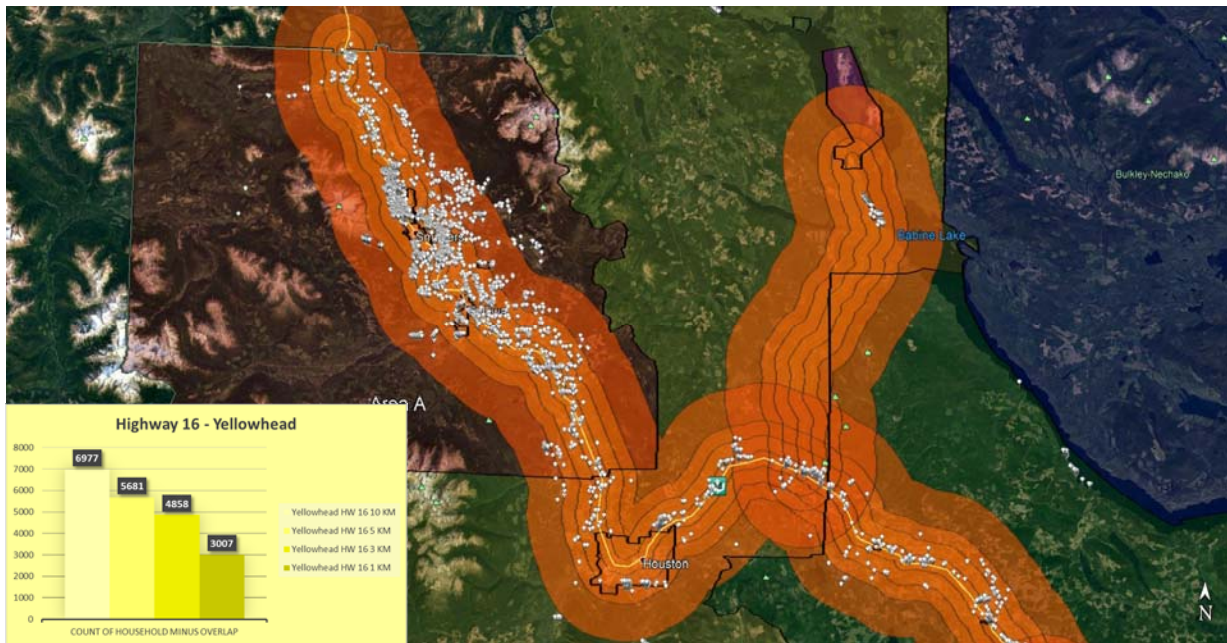 Bulkley-Nechako
Babine Lake
Area A
Houston
N
Highway 16 - Yellowhead
8000
7000
6000
5000
4000
3000
2000
1000
0
6977
5681
4858
3007
Yellowhead HW 16 10 KM
Yellowhead HW 16 5 KM
Yellowhead HW 16 3 KM
Yellowhead HW 16 1 KM
COUNT OF HOUSEHOLD MINUS OVERLAP